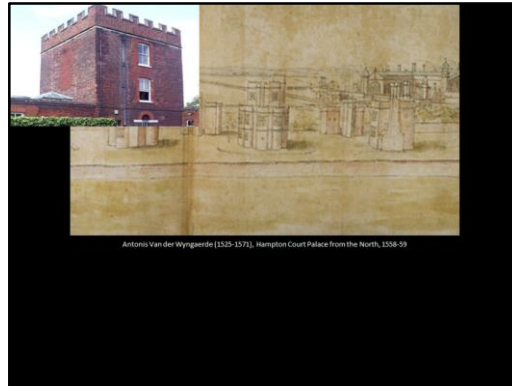 Antonis Van der Wyngaerde (1525-1571), Hampton Court Palace from the North, 1558-59